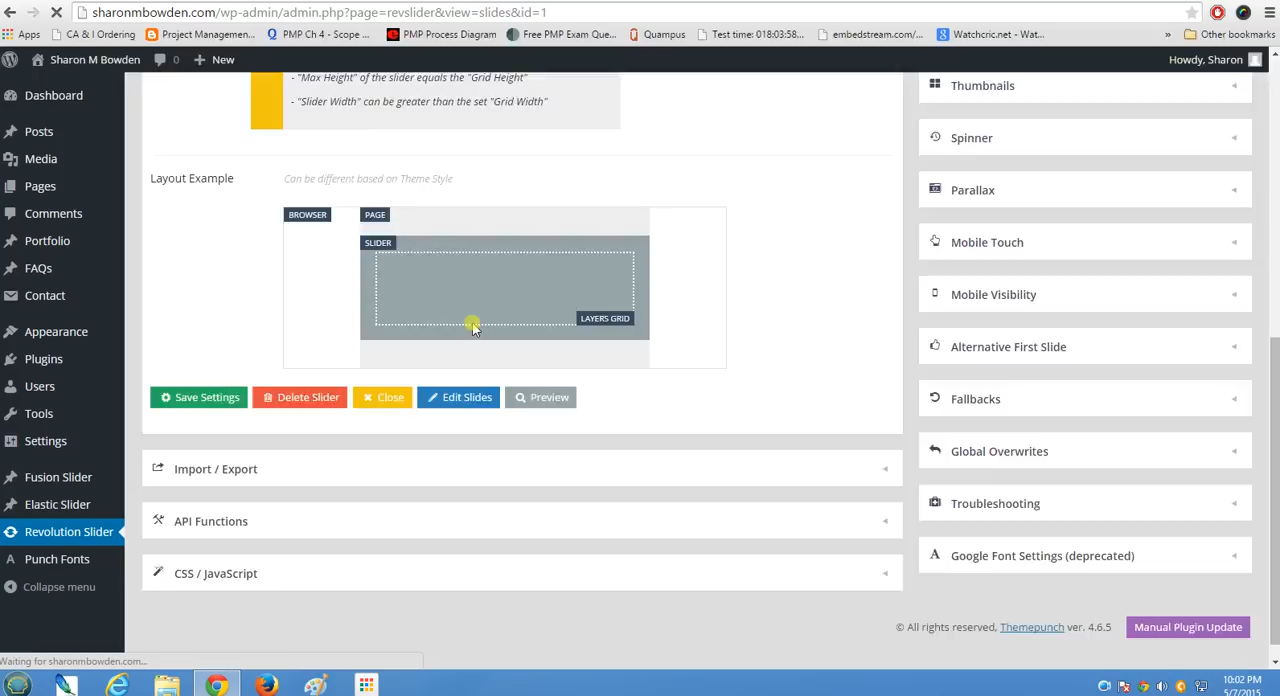 sharonmbowden.com/wp-admin/admin.php?page=revslider&view=slides&id=1
Apps CA & I Ordering Project Managemen... PMP Ch 4 - Scope ... PMP Process Diagram Free PMP Exam Que... Quampus Test time: 018:03:58... embedstream.com/... Watchcric.net - Wat... » Other bookmarks
Sharon M Bowden 0 New Howdy, Sharon
Dashboard
Posts
Media
Pages
Comments
Portfolio
FAQs
Contact
Appearance
Plugins
Users
Tools
Settings
Fusion Slider
Elastic Slider
Revolution Slider
Punch Fonts
Collapse menu
- "Max Height" of the slider equals the "Grid Height"
- "Slider Width" can be greater than the set "Grid Width"
Layout Example Can be different based on Theme Style
BROWSER PAGE
SLIDER
LAYERS GRID
Save Settings Delete Slider Close Edit Slides Preview
Import / Export
API Functions
CSS / JavaScript
Thumbnails
Spinner
Parallax
Mobile Touch
Mobile Visibility
Alternative First Slide
Fallbacks
Global Overwrites
Troubleshooting
Google Font Settings (deprecated)
© All rights reserved, Themepunch ver. 4.6.5 Manual Plugin Update
Waiting for sharonmbowden.com...
10:02 PM
5/7/2015